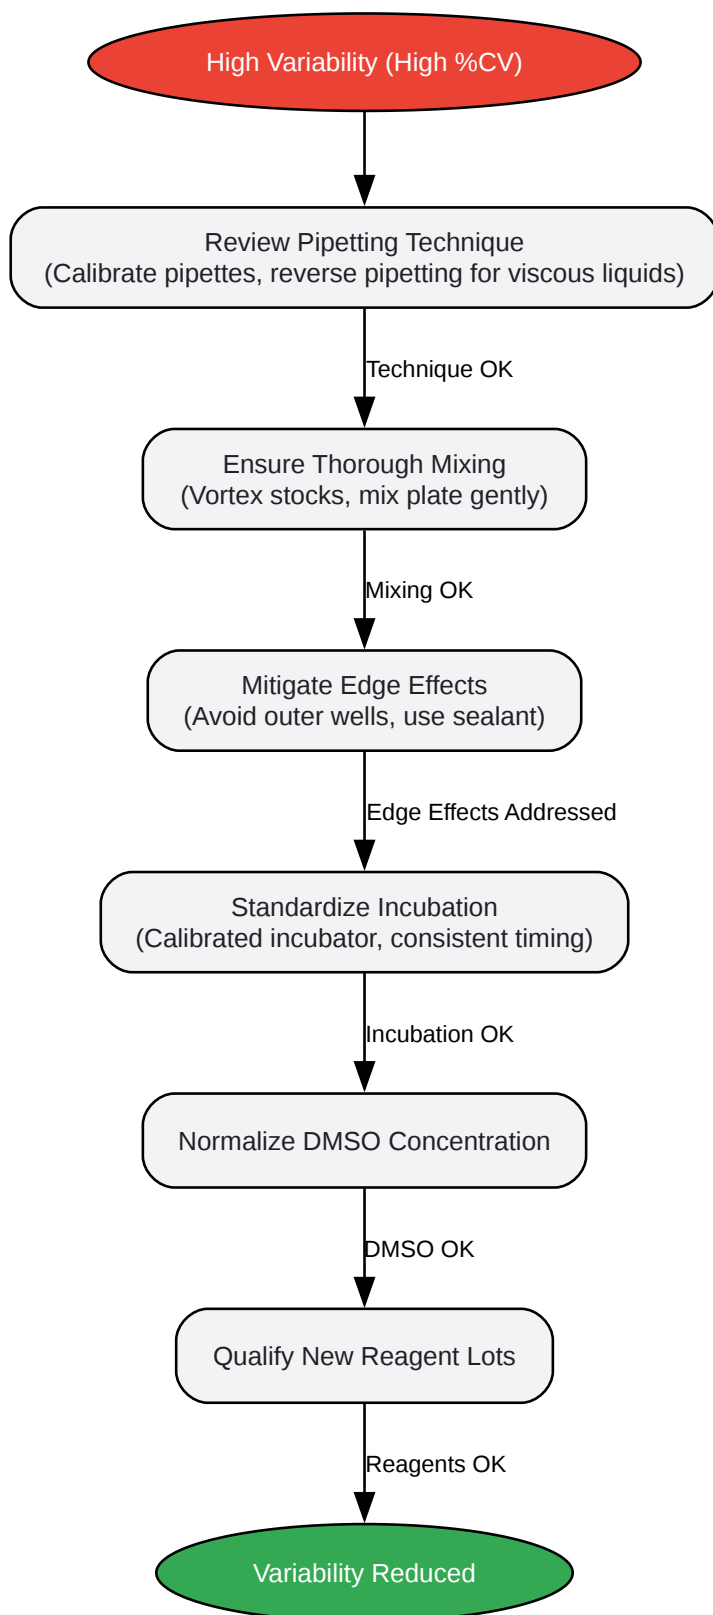 High Variability (High %CV)
Review Pipetting Technique
(Calibrate pipettes, reverse pipetting for viscous liquids)
Technique OK
Ensure Thorough Mixing
(Vortex stocks, mix plate gently)
Mixing OK
Mitigate Edge Effects
(Avoid outer wells, use sealant)
Edge Effects Addressed
Standardize Incubation
(Calibrated incubator, consistent timing)
Incubation OK
Normalize DMSO Concentration
DMSO OK
Qualify New Reagent Lots
Reagents OK
Variability Reduced